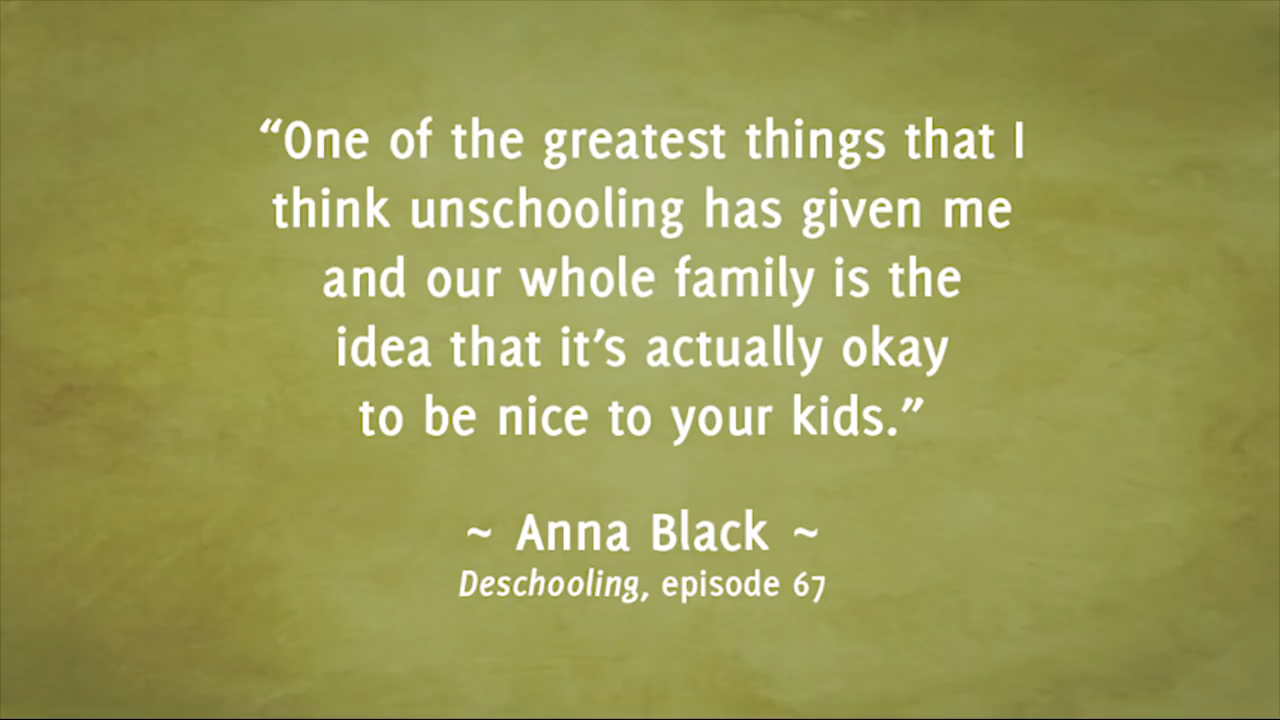 “One of the greatest things that I
think unschooling has given me
and our whole family is the
idea that it’s actually okay
to be nice to your kids.”
~ Anna Black ~
Deschooling, episode 67